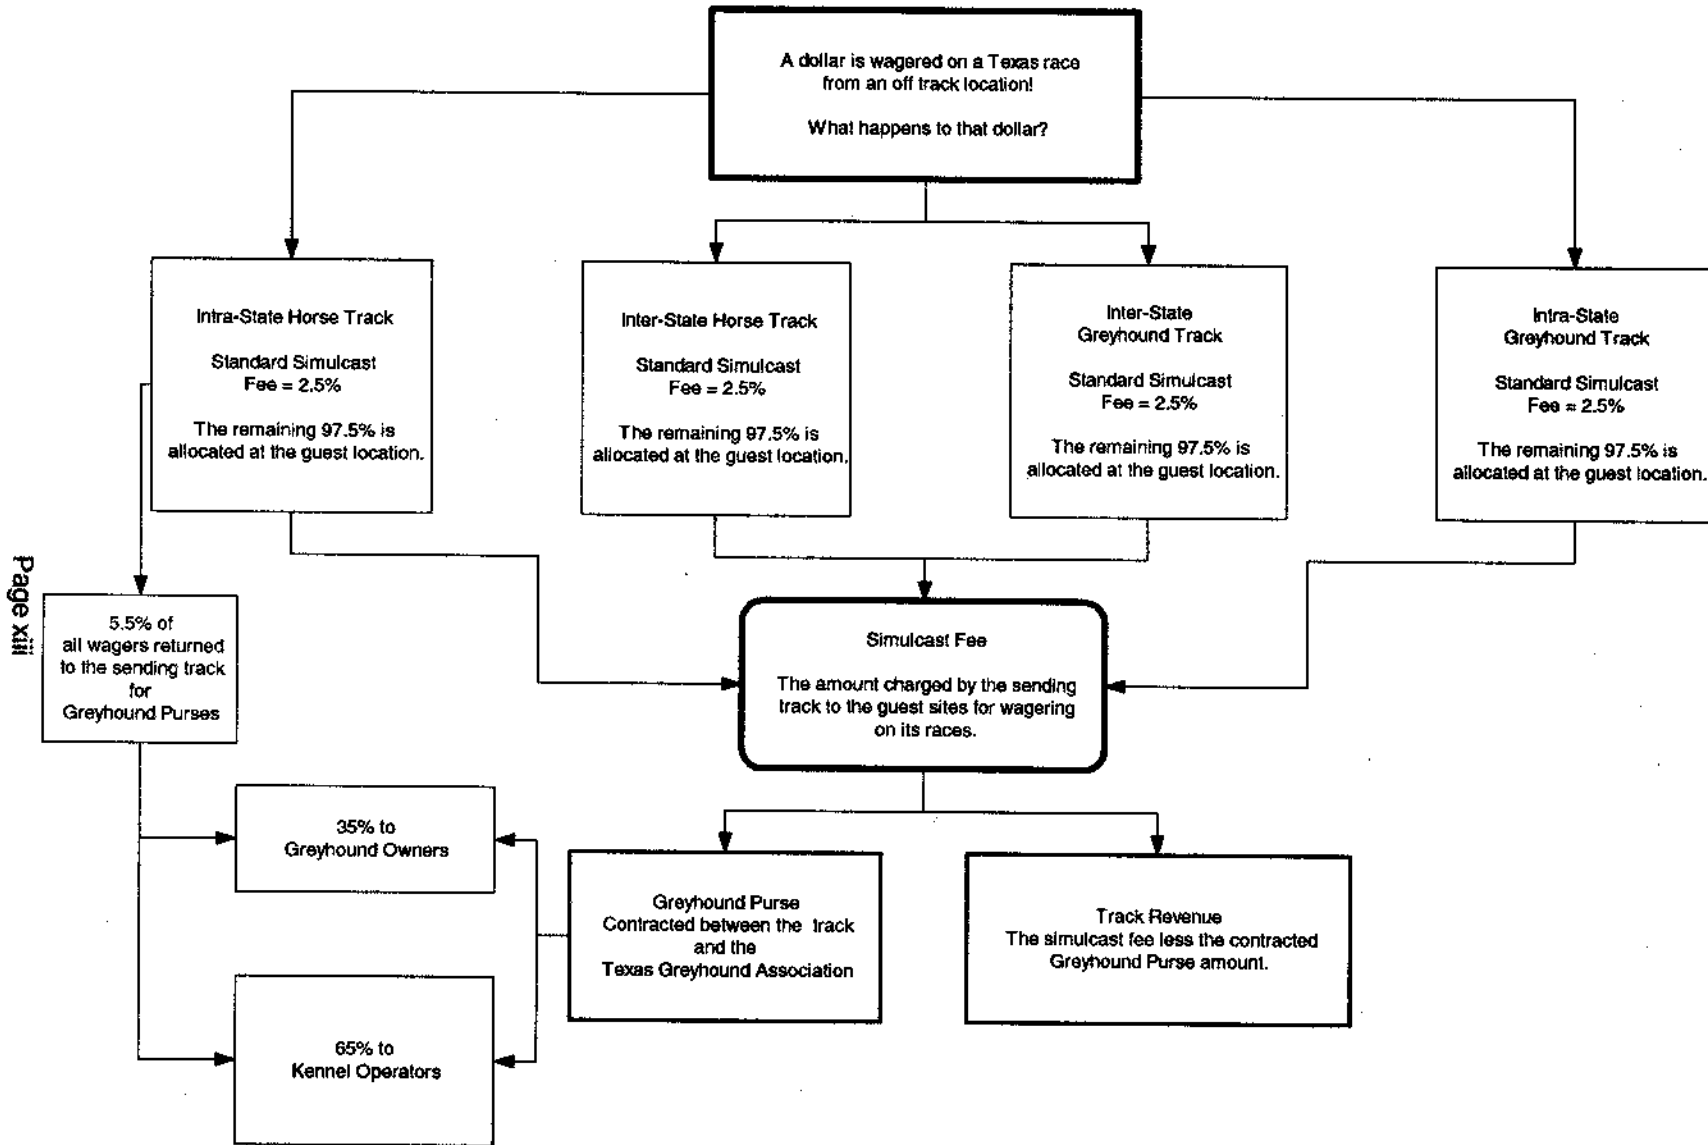 A dollar is wagered on a Texas race
from an off track location!
What happens to that dollar?
Intra-State Horse Track
Standard Simulcast
Fee = 2.5%
The remaining 97.5% is
allocated at the guest location.
Inter-State Horse Track
Standard Simulcast
Fee = 2.5%
The remaining 97.5% is
allocated at the guest location.
Inter-State
Greyhound Track
Standard Simulcast
Fee = 2.5%
The remaining 97.5% is
allocated at the guest location.
Intra-State
Greyhound Track
Standard Simulcast
Fee = 2.5%
The remaining 97.5% is
allocated at the guest location.
Page xiii
5.5% of
all wagers returned
to the sending track
for
Greyhound Purses
Simulcast Fee
The amount charged by the sending
track to the guest sites for wagering
on its races.
35% to
Greyhound Owners
65% to
Kennel Operators
Greyhound Purse
Contracted between the track
and the
Texas Greyhound Association
Track Revenue
The simulcast fee less the contracted
Greyhound Purse amount.